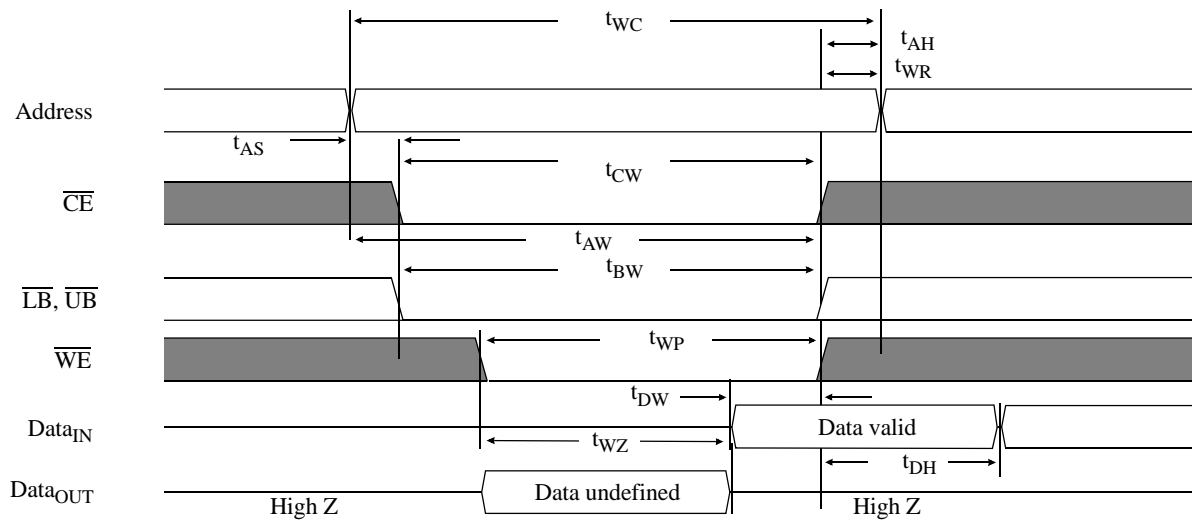 tWC
tAH
tWR
Address
tAS
tCW
CE
tAW
tBW
LB, UB
tWP
WE
tDW
DataIN
Data valid
tWZ
tDH
DataOUT
Data undefined
High Z
High Z